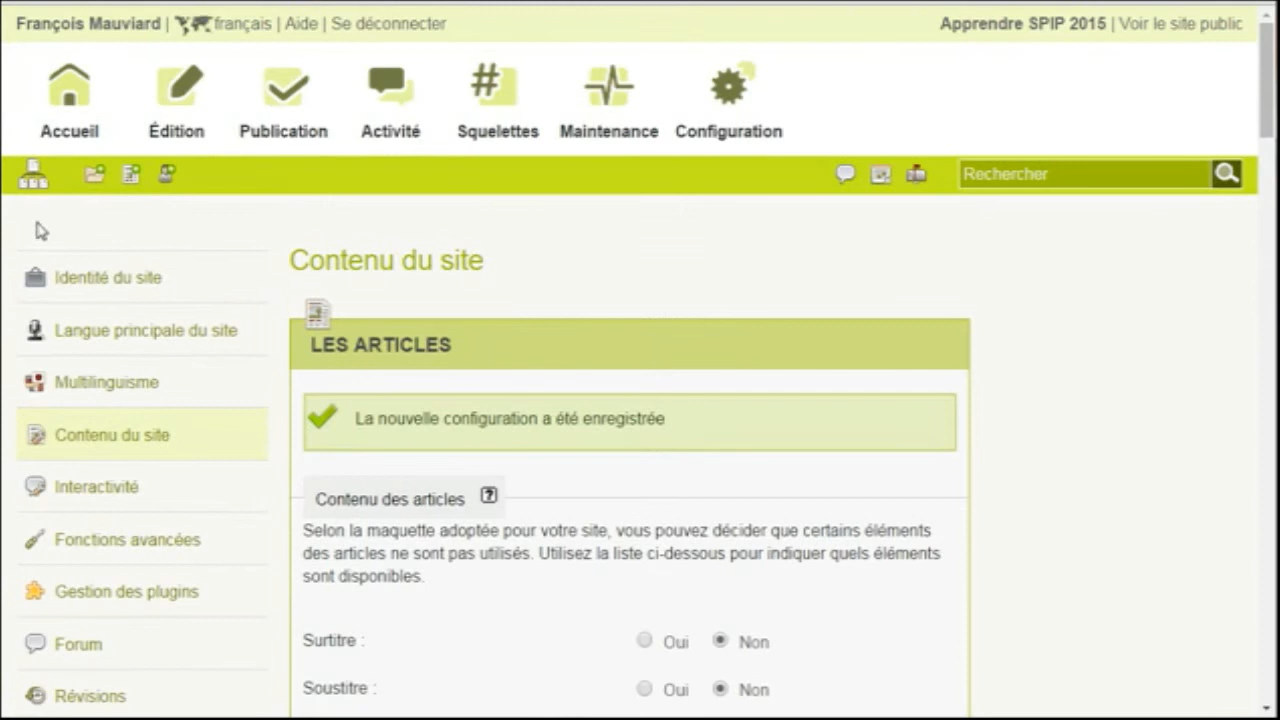 François Mauviard | français | Aide | Se déconnecter
Apprendre SPIP 2015 | Voir le site public
Accueil Édition Publication Activité Squelettes Maintenance Configuration
Rechercher
Identité du site
Langue principale du site
Multilinguisme
Contenu du site
Interactivité
Fonctions avancées
Gestion des plugins
Forum
Révisions
Contenu du site
LES ARTICLES
La nouvelle configuration a été enregistrée
Contenu des articles ?
Selon la maquette adoptée pour votre site, vous pouvez décider que certains éléments
des articles ne sont pas utilisés. Utilisez la liste ci-dessous pour indiquer quels éléments
sont disponibles.
Surtitre : Oui Non
Soustitre : Oui Non